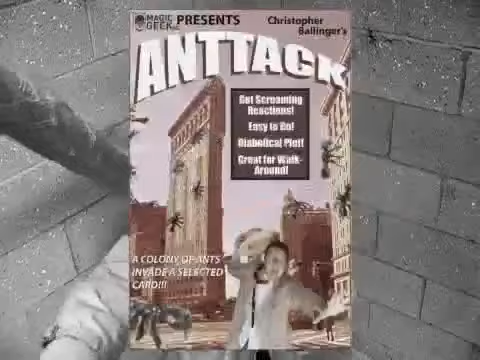 MAGIC GEEK PRESENTS
Christopher Ballinger's
ANTTACK
Get Screaming
Reactions!
Easy to Do!
Diabolical Plot!
Great for Walk-
Around!
A COLONY OF ANTS
INVADE A SELECTED
CARD!!!